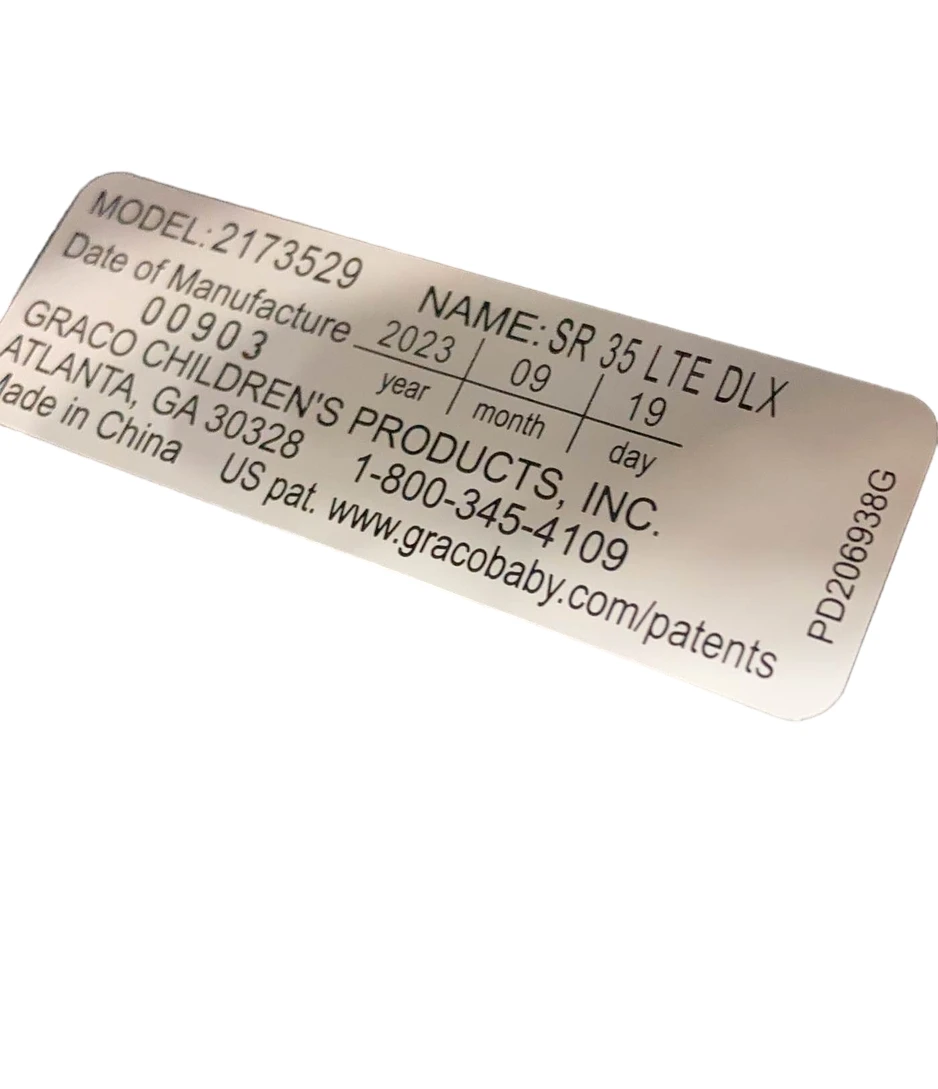 MODEL: 2173529
NAME: SR 35 LTE DLX
Date of Manufacture 2023 | 09 | 19
year month day
00903
GRACO CHILDREN'S PRODUCTS, INC.
ATLANTA, GA 30328 1-800-345-4109
Made in China US pat. www.gracobaby.com/patents
PD206938G